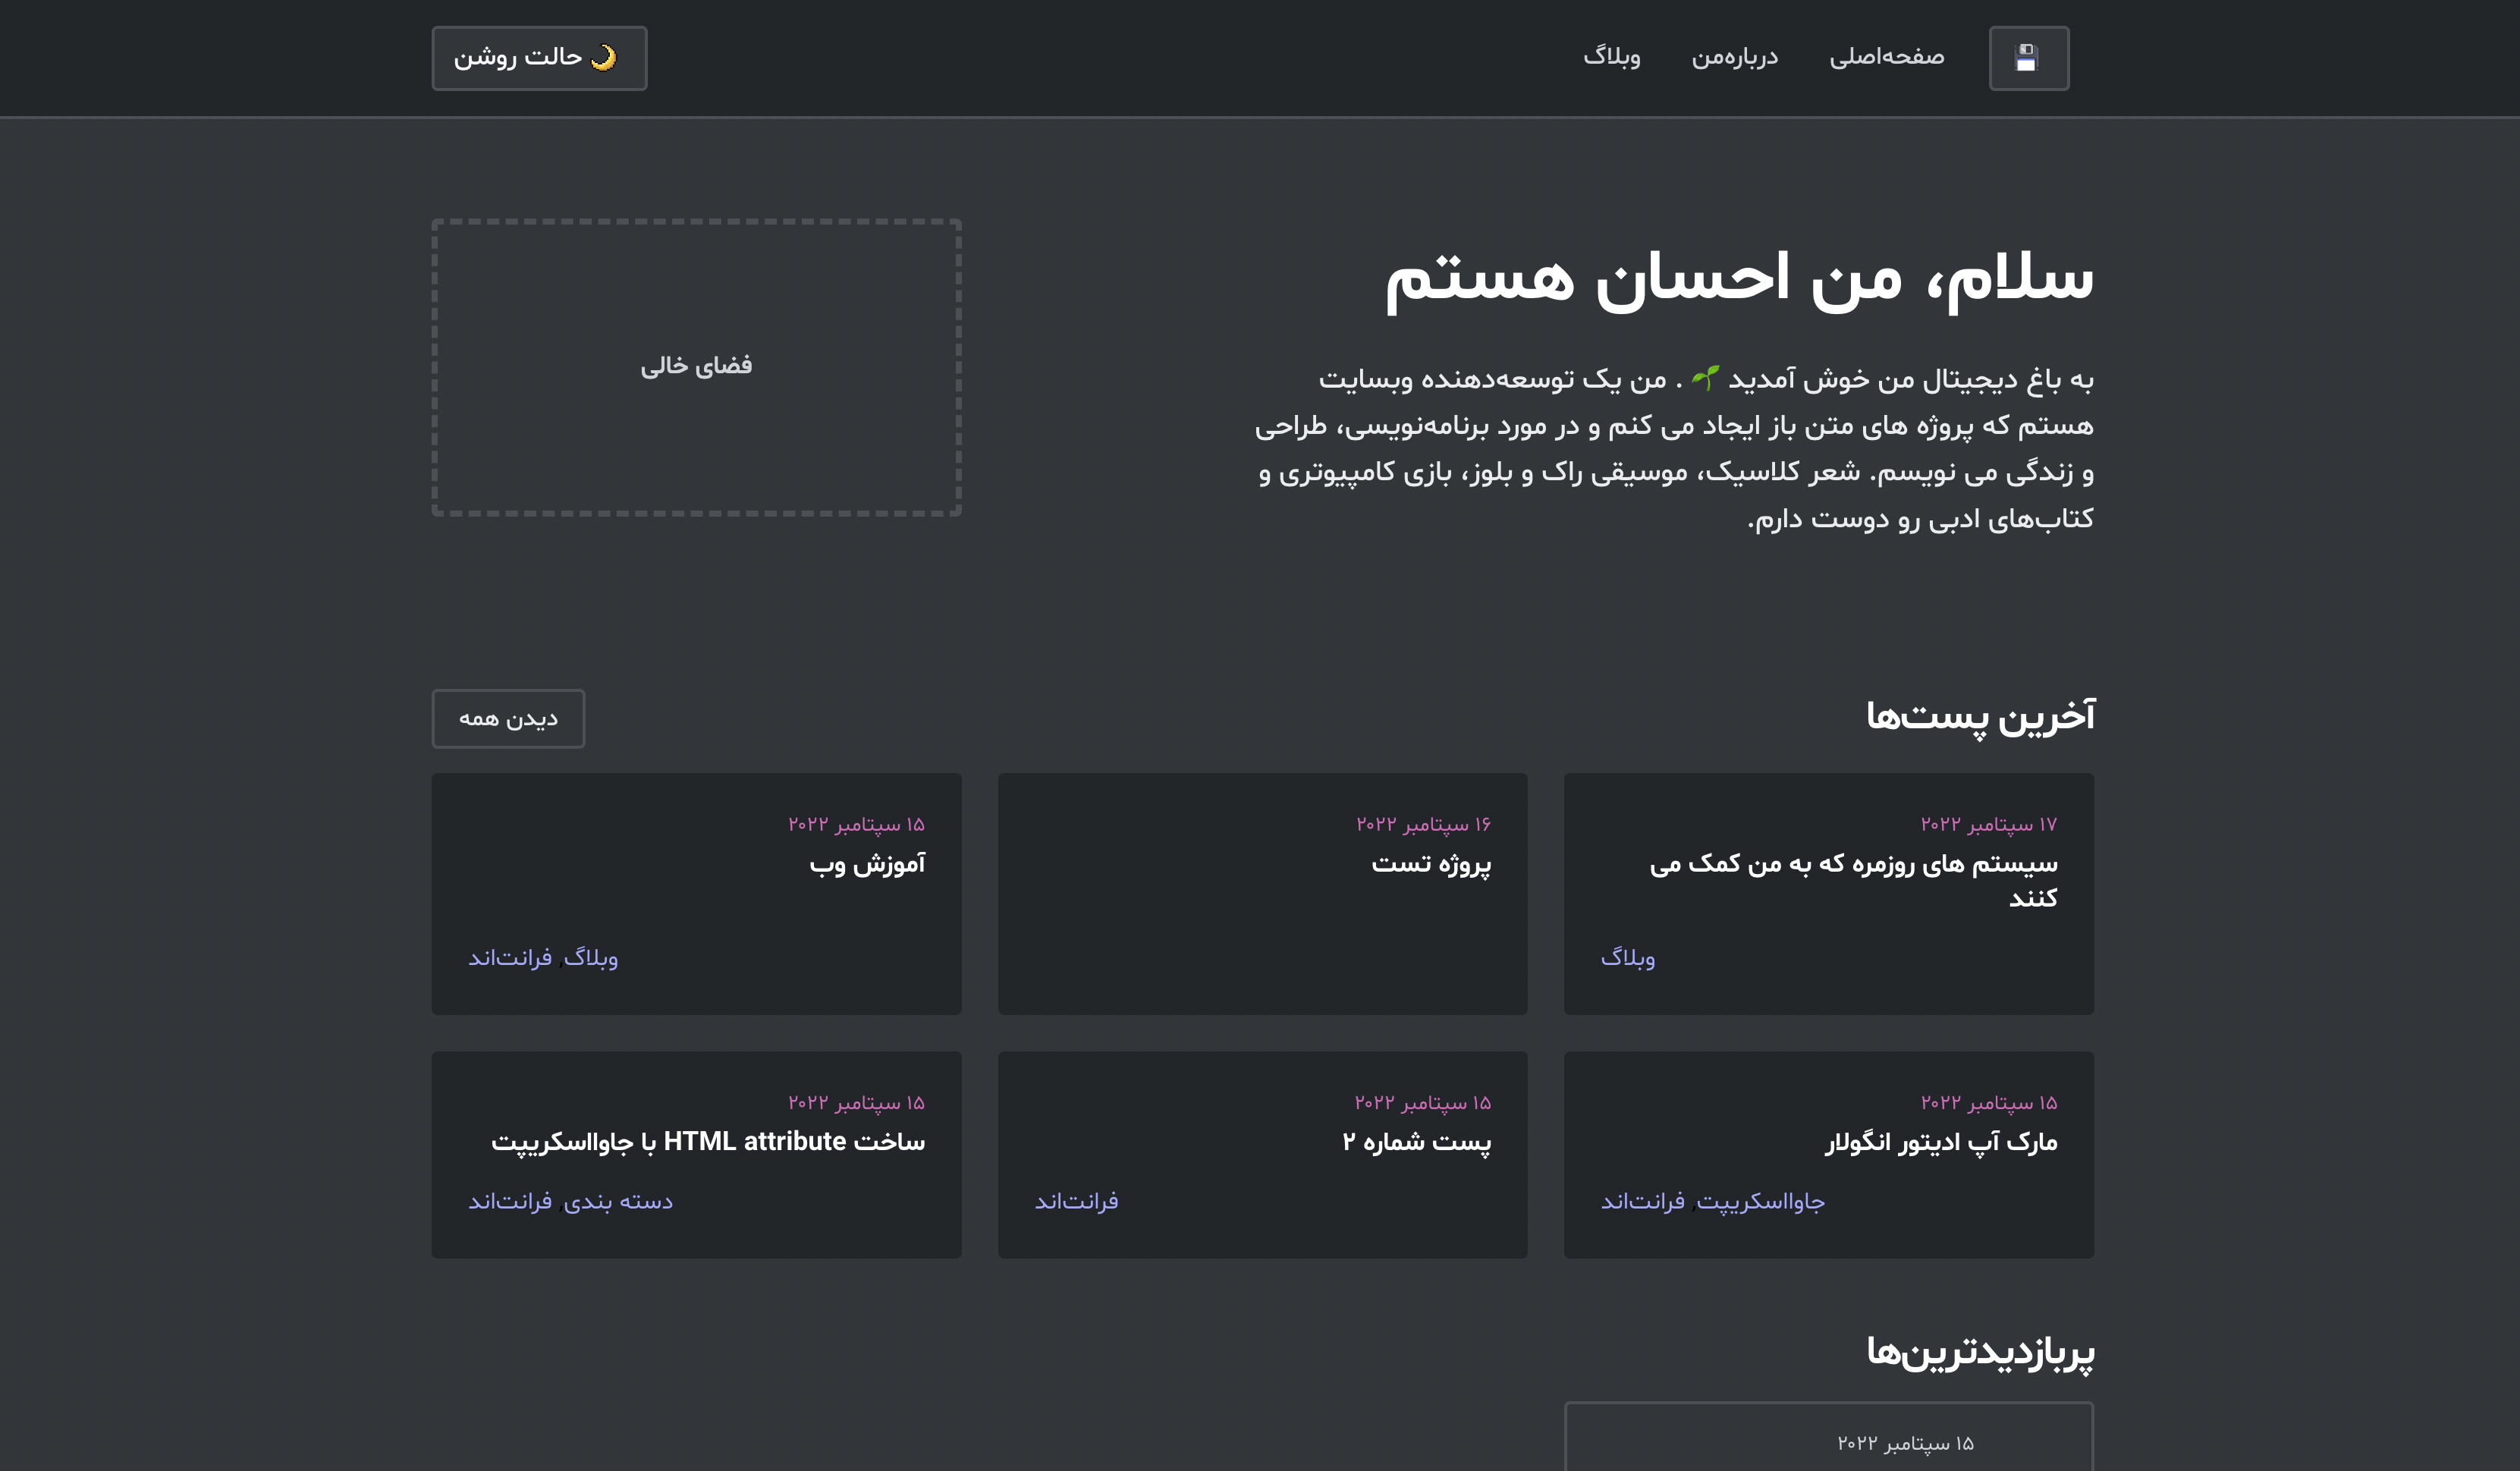 صفحه‌اصلی
درباره‌من
وبلاگ
حالت روشن
سلام، من احسان هستم
به باغ دیجیتال من خوش آمدید 🌱 . من یک توسعه‌دهنده وبسایت
هستم که پروژه های متن باز ایجاد می کنم و در مورد برنامه‌نویسی، طراحی
و زندگی می نویسم. شعر کلاسیک، موسیقی راک و بلوز، بازی کامپیوتری و
کتاب‌های ادبی رو دوست دارم.
فضای خالی
آخرین پست‌ها
دیدن همه
۱۷ سپتامبر ۲۰۲۲
سیستم های روزمره که به من کمک می
کنند
وبلاگ
۱۶ سپتامبر ۲۰۲۲
پروژه تست
۱۵ سپتامبر ۲۰۲۲
آموزش وب
وبلاگ, فرانت‌اند
۱۵ سپتامبر ۲۰۲۲
مارک آپ ادیتور انگولار
جاوااسکریپت, فرانت‌اند
۱۵ سپتامبر ۲۰۲۲
پست شماره ۲
فرانت‌اند
۱۵ سپتامبر ۲۰۲۲
ساخت HTML attribute با جاوااسکریپت
دسته بندی, فرانت‌اند
پربازدیدترین‌ها
۱۵ سپتامبر ۲۰۲۲